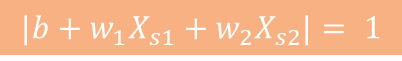 |b + w₁Xₛ₁ + w₂Xₛ₂| = 1